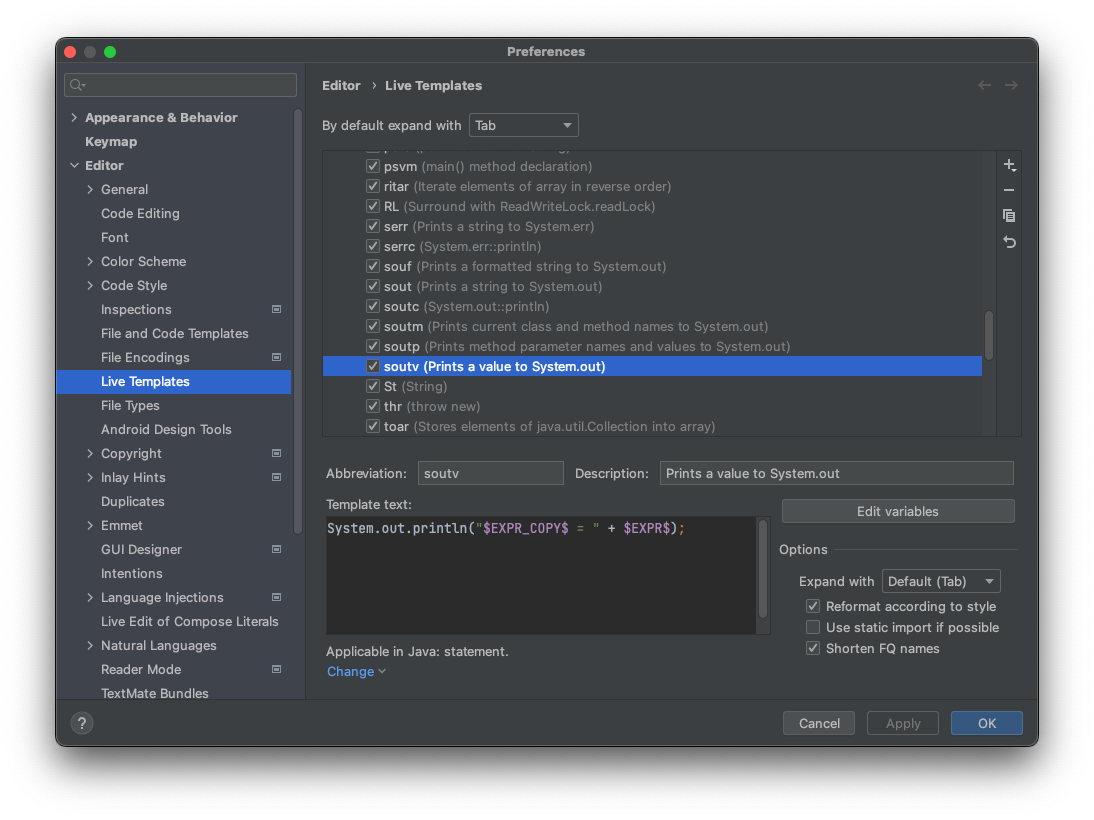 Preferences
Appearance & Behavior
Keymap
Editor
General
Code Editing
Font
Color Scheme
Code Style
Inspections
File and Code Templates
File Encodings
Live Templates
File Types
Android Design Tools
Copyright
Inlay Hints
Duplicates
Emmet
GUI Designer
Intentions
Language Injections
Live Edit of Compose Literals
Natural Languages
Reader Mode
TextMate Bundles
Editor › Live Templates
By default expand with Tab
psvm (main() method declaration)
ritar (Iterate elements of array in reverse order)
RL (Surround with ReadWriteLock.readLock)
serr (Prints a string to System.err)
serrc (System.err::println)
souf (Prints a formatted string to System.out)
sout (Prints a string to System.out)
soutc (System.out::println)
soutm (Prints current class and method names to System.out)
soutp (Prints method parameter names and values to System.out)
soutv (Prints a value to System.out)
St (String)
thr (throw new)
toar (Stores elements of java.util.Collection into array)
Abbreviation: soutv Description: Prints a value to System.out
Template text:
System.out.println("$EXPR_COPY$ = " + $EXPR$);
Applicable in Java: statement.
Change
Edit variables
Options
Expand with Default (Tab)
Reformat according to style
Use static import if possible
Shorten FQ names
?
Cancel Apply OK